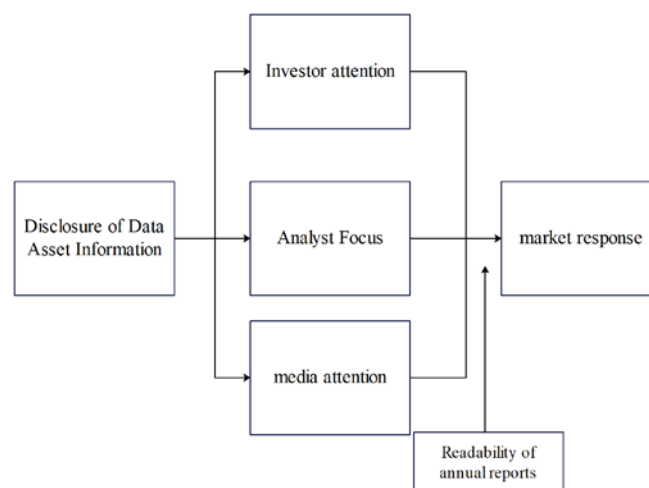 Investor attention
Disclosure of Data
Asset Information
Analyst Focus
market response
media attention
Readability of
annual reports